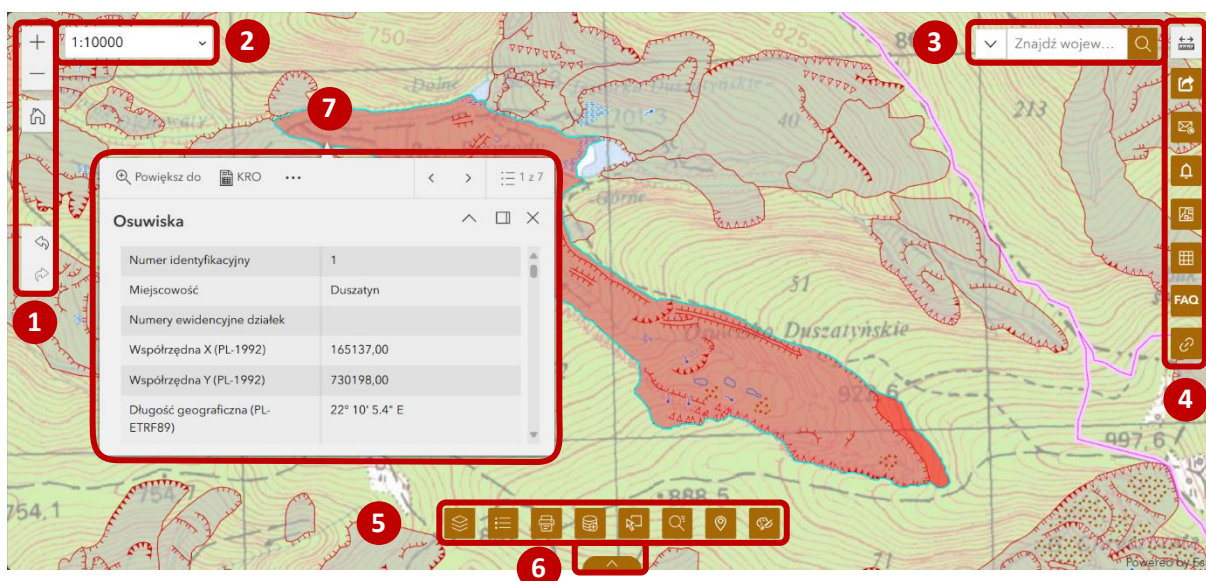 1:10000
2
750
825
3
Znajdź wojew...
7
Dolne
213
40
Powiększ do
KRO
...
1 z 7
Górne
Osuwiska
Numer identyfikacyjny 1
Miejscowość Duszatyn
51
FAQ
1
Numery ewidencyjne działek
Duszatyńskie
Współrzędna X (PL-1992) 165137,00
Współrzędna Y (PL-1992) 730198,00
4
Długość geograficzna (PL-ETRF89) 22° 10' 5.4" E
997,6
754,7
754,1
888,5
5
6
71
Powered by Es